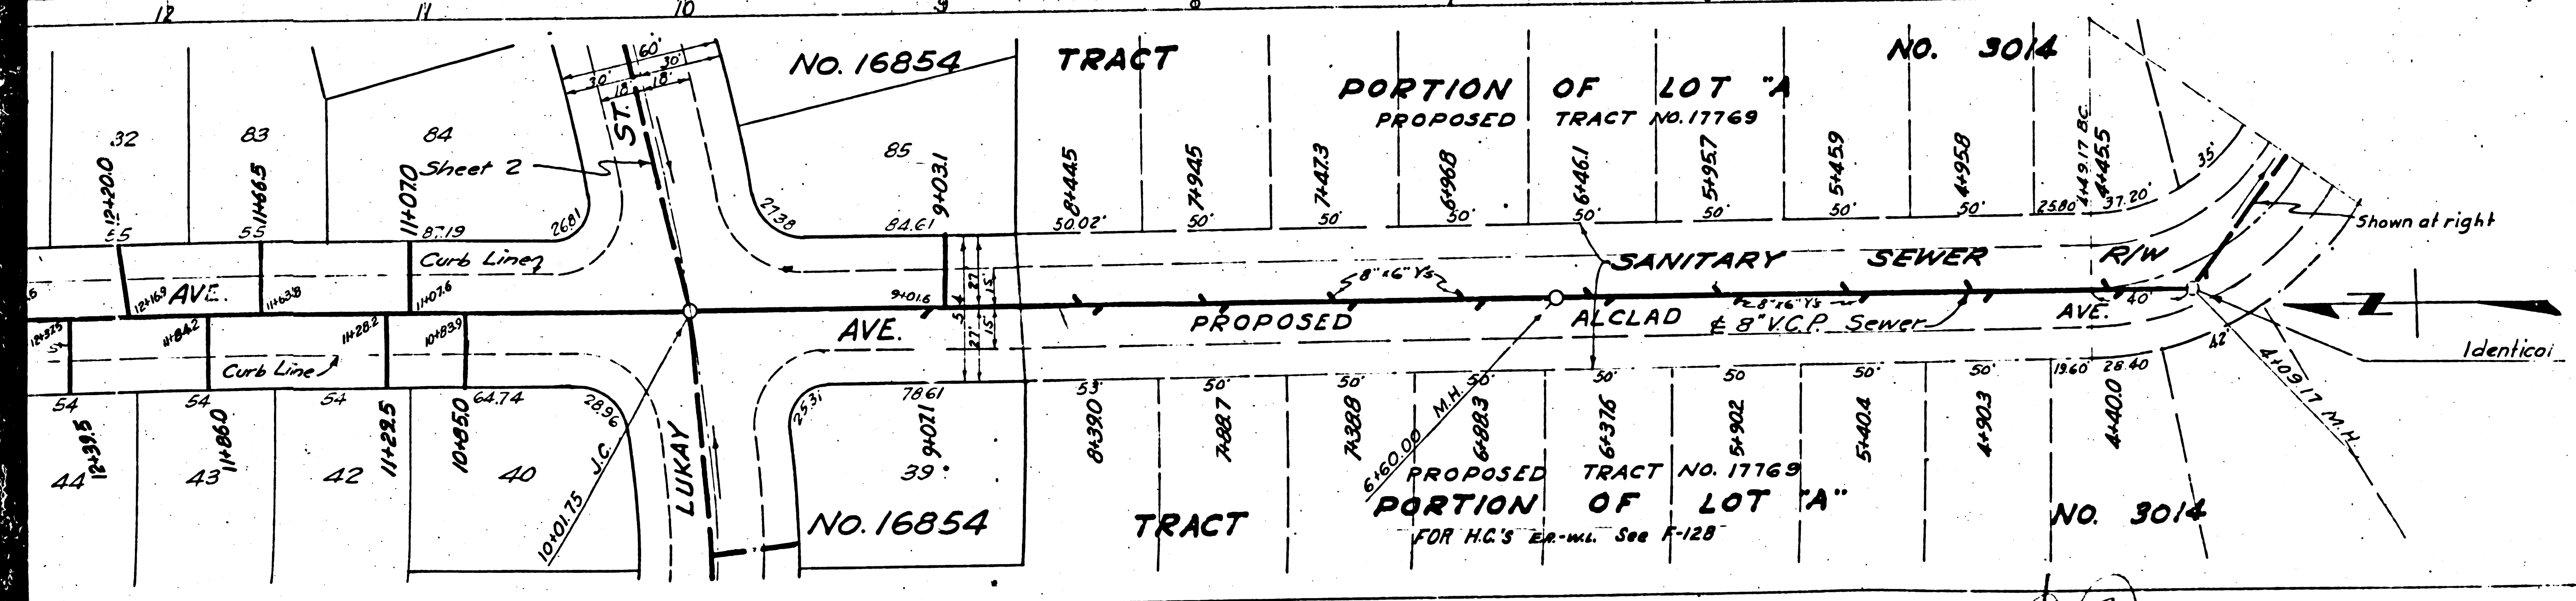 12 11 10 9 8
60'
30' 30'
18' 18'
NO. 16854
TRACT
NO. 3014
PORTION OF LOT "A
PROPOSED TRACT NO. 17769
32 83 84 85
Sheet 2
ST.
12+20.0
11+66.5
11+07.0
9+03.1
8+44.5
7+94.5
7+47.3
6+96.8
6+46.1
5+95.7
5+45.9
4+95.8
4+49.17 B.C.
4+45.5
35'
55 87.19 26.81 27.38 84.61 50.02' 50' 50' 50' 50' 50' 50' 50' 25.80' 37.20'
Shown at right
Curb Line
SANITARY SEWER R/W
8"x6" Ys
AVE.
12+16.9
11+63.8
11+07.6
9+01.6
54
27' 15'
27' 15'
8"x6" Ys
40'
AVE. PROPOSED ALCLAD AVE.
₵ 8" V.C.P. Sewer
N
Identical
12+37.5
11+84.2
11+28.2
10+83.9
Curb Line
42'
4+09.17 M.H.
54 54 54 64.74 28.96 25.31 78.61 53' 50' 50' 50' 50' 50 50' 50' 19.60' 28.40
12+39.5
11+86.0
11+29.5
10+85.0
J.C.
10+01.75
LUKAY
9+07.1
8+39.0
7+88.7
7+38.8
6+60.00 M.H.
6+88.3
6+37.6
5+90.2
5+40.4
4+90.3
4+40.0
44 43 42 40 39
PROPOSED TRACT NO. 17769
NO. 16854
TRACT
PORTION OF LOT "A"
NO. 3014
FOR H.C.'S E.R.-W.L. See F-128